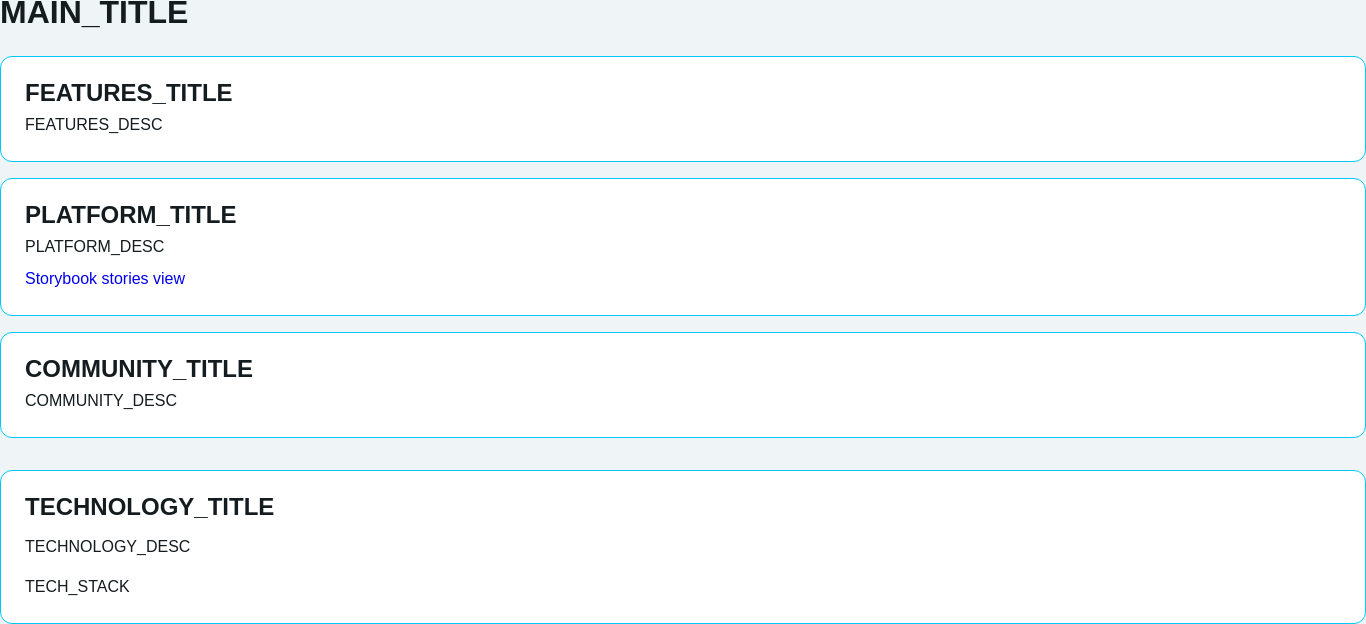 MAIN_TITLE
FEATURES_TITLE
FEATURES_DESC
PLATFORM_TITLE
PLATFORM_DESC
Storybook stories view
COMMUNITY_TITLE
COMMUNITY_DESC
TECHNOLOGY_TITLE
TECHNOLOGY_DESC
TECH_STACK